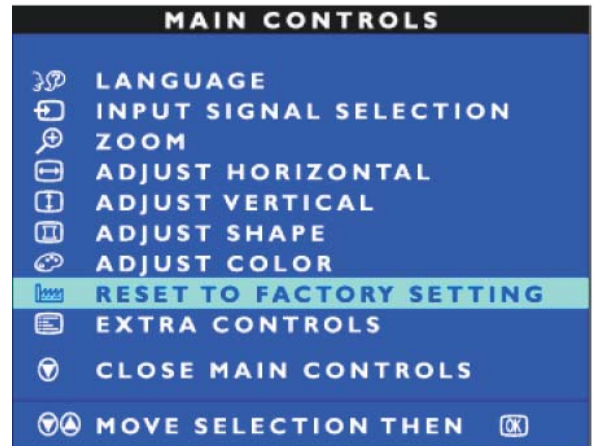 MAIN CONTROLS
LANGUAGE
INPUT SIGNAL SELECTION
ZOOM
ADJUST HORIZONTAL
ADJUST VERTICAL
ADJUST SHAPE
ADJUST COLOR
RESET TO FACTORY SETTING
EXTRA CONTROLS
CLOSE MAIN CONTROLS
MOVE SELECTION THEN OK